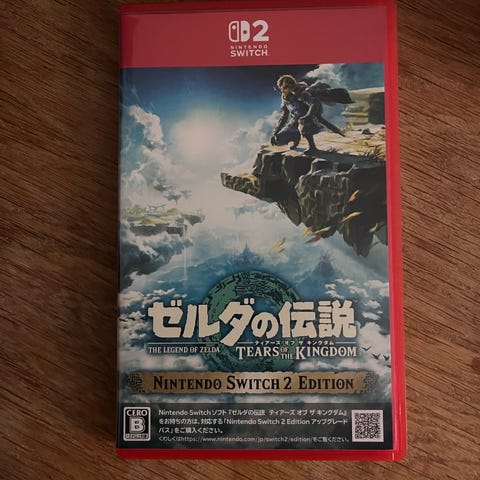 2
NINTENDO
SWITCH
ゼルダの伝説
ティアーズ オブ ザ キングダム
THE LEGEND OF ZELDA TEARS OF THE KINGDOM
NINTENDO SWITCH 2 EDITION
CERO
B
Nintendo Switchソフト『ゼルダの伝説 ティアーズ オブ ザ キングダム』
をお持ちの方は、対応する「Nintendo Switch 2 Edition アップグレード
パス」をご購入ください。
くわしくはhttps://www.nintendo.com/jp/switch2/edition/をご覧ください。